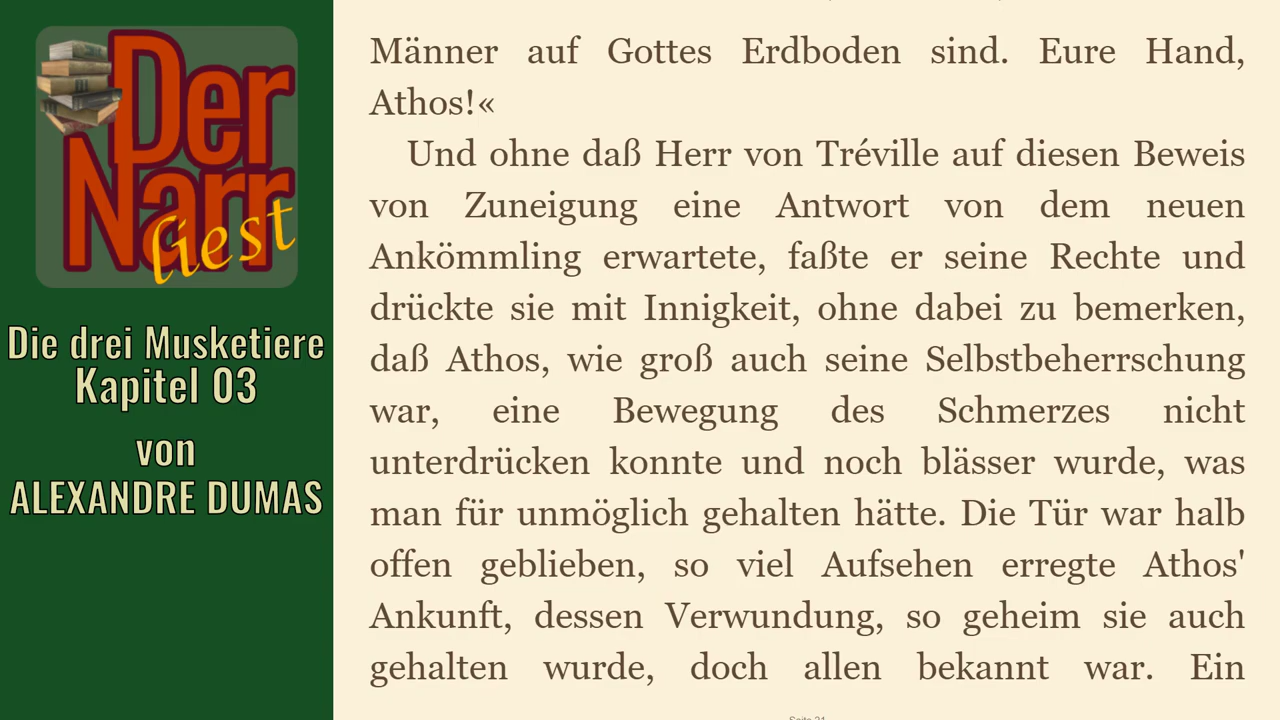 Der
Narr
liest
Die drei Musketiere
Kapitel 03
von
ALEXANDRE DUMAS
Männer auf Gottes Erdboden sind. Eure Hand,
Athos!«
Und ohne daß Herr von Tréville auf diesen Beweis
von Zuneigung eine Antwort von dem neuen
Ankömmling erwartete, faßte er seine Rechte und
drückte sie mit Innigkeit, ohne dabei zu bemerken,
daß Athos, wie groß auch seine Selbstbeherrschung
war, eine Bewegung des Schmerzes nicht
unterdrücken konnte und noch blässer wurde, was
man für unmöglich gehalten hätte. Die Tür war halb
offen geblieben, so viel Aufsehen erregte Athos'
Ankunft, dessen Verwundung, so geheim sie auch
gehalten wurde, doch allen bekannt war. Ein